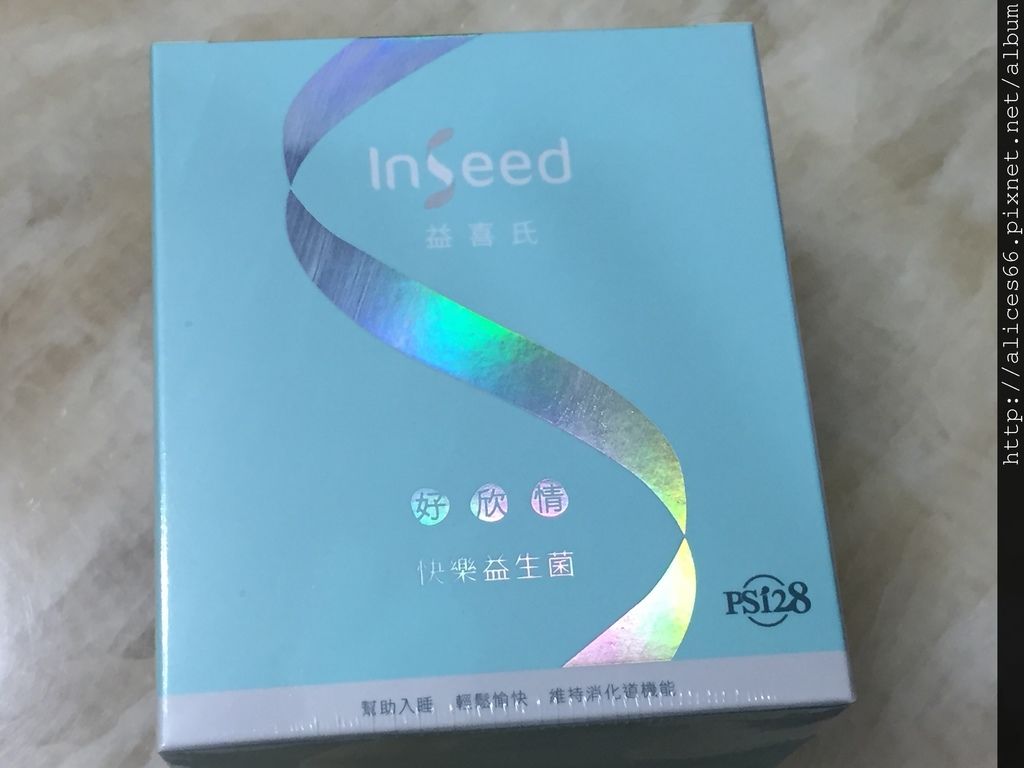 InSeed
益喜氏
好欣情
快樂益生菌
PS128
幫助入睡 輕鬆愉快 維持消化道機能
http://alices66.pixnet.net/album